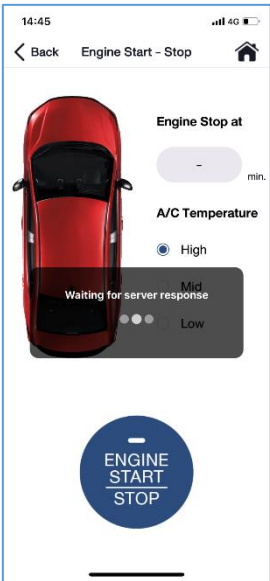 14:45
4G
Back Engine Start - Stop
Engine Stop at
-
min.
A/C Temperature
High
Mid
Waiting for server response
Low
ENGINE
START
STOP